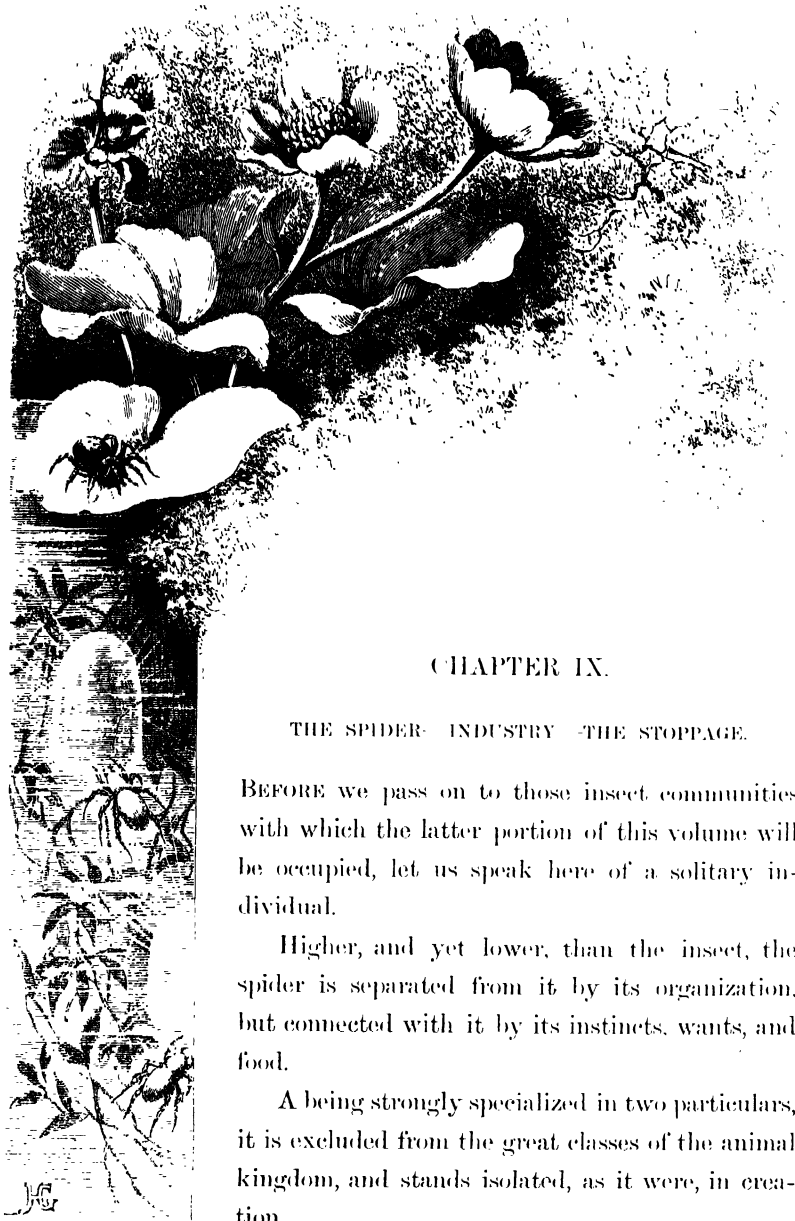 CHAPTER IX.
THE SPIDER—INDUSTRY—THE STOPPAGE.
BEFORE we pass on to those insect communities
with which the latter portion of this volume will
be occupied, let us speak here of a solitary in-
dividual.
Higher, and yet lower, than the insect, the
spider is separated from it by its organization,
but connected with it by its instincts, wants, and
food.
A being strongly specialized in two particulars,
it is excluded from the great classes of the animal
kingdom, and stands isolated, as it were, in crea-
tion.
HG